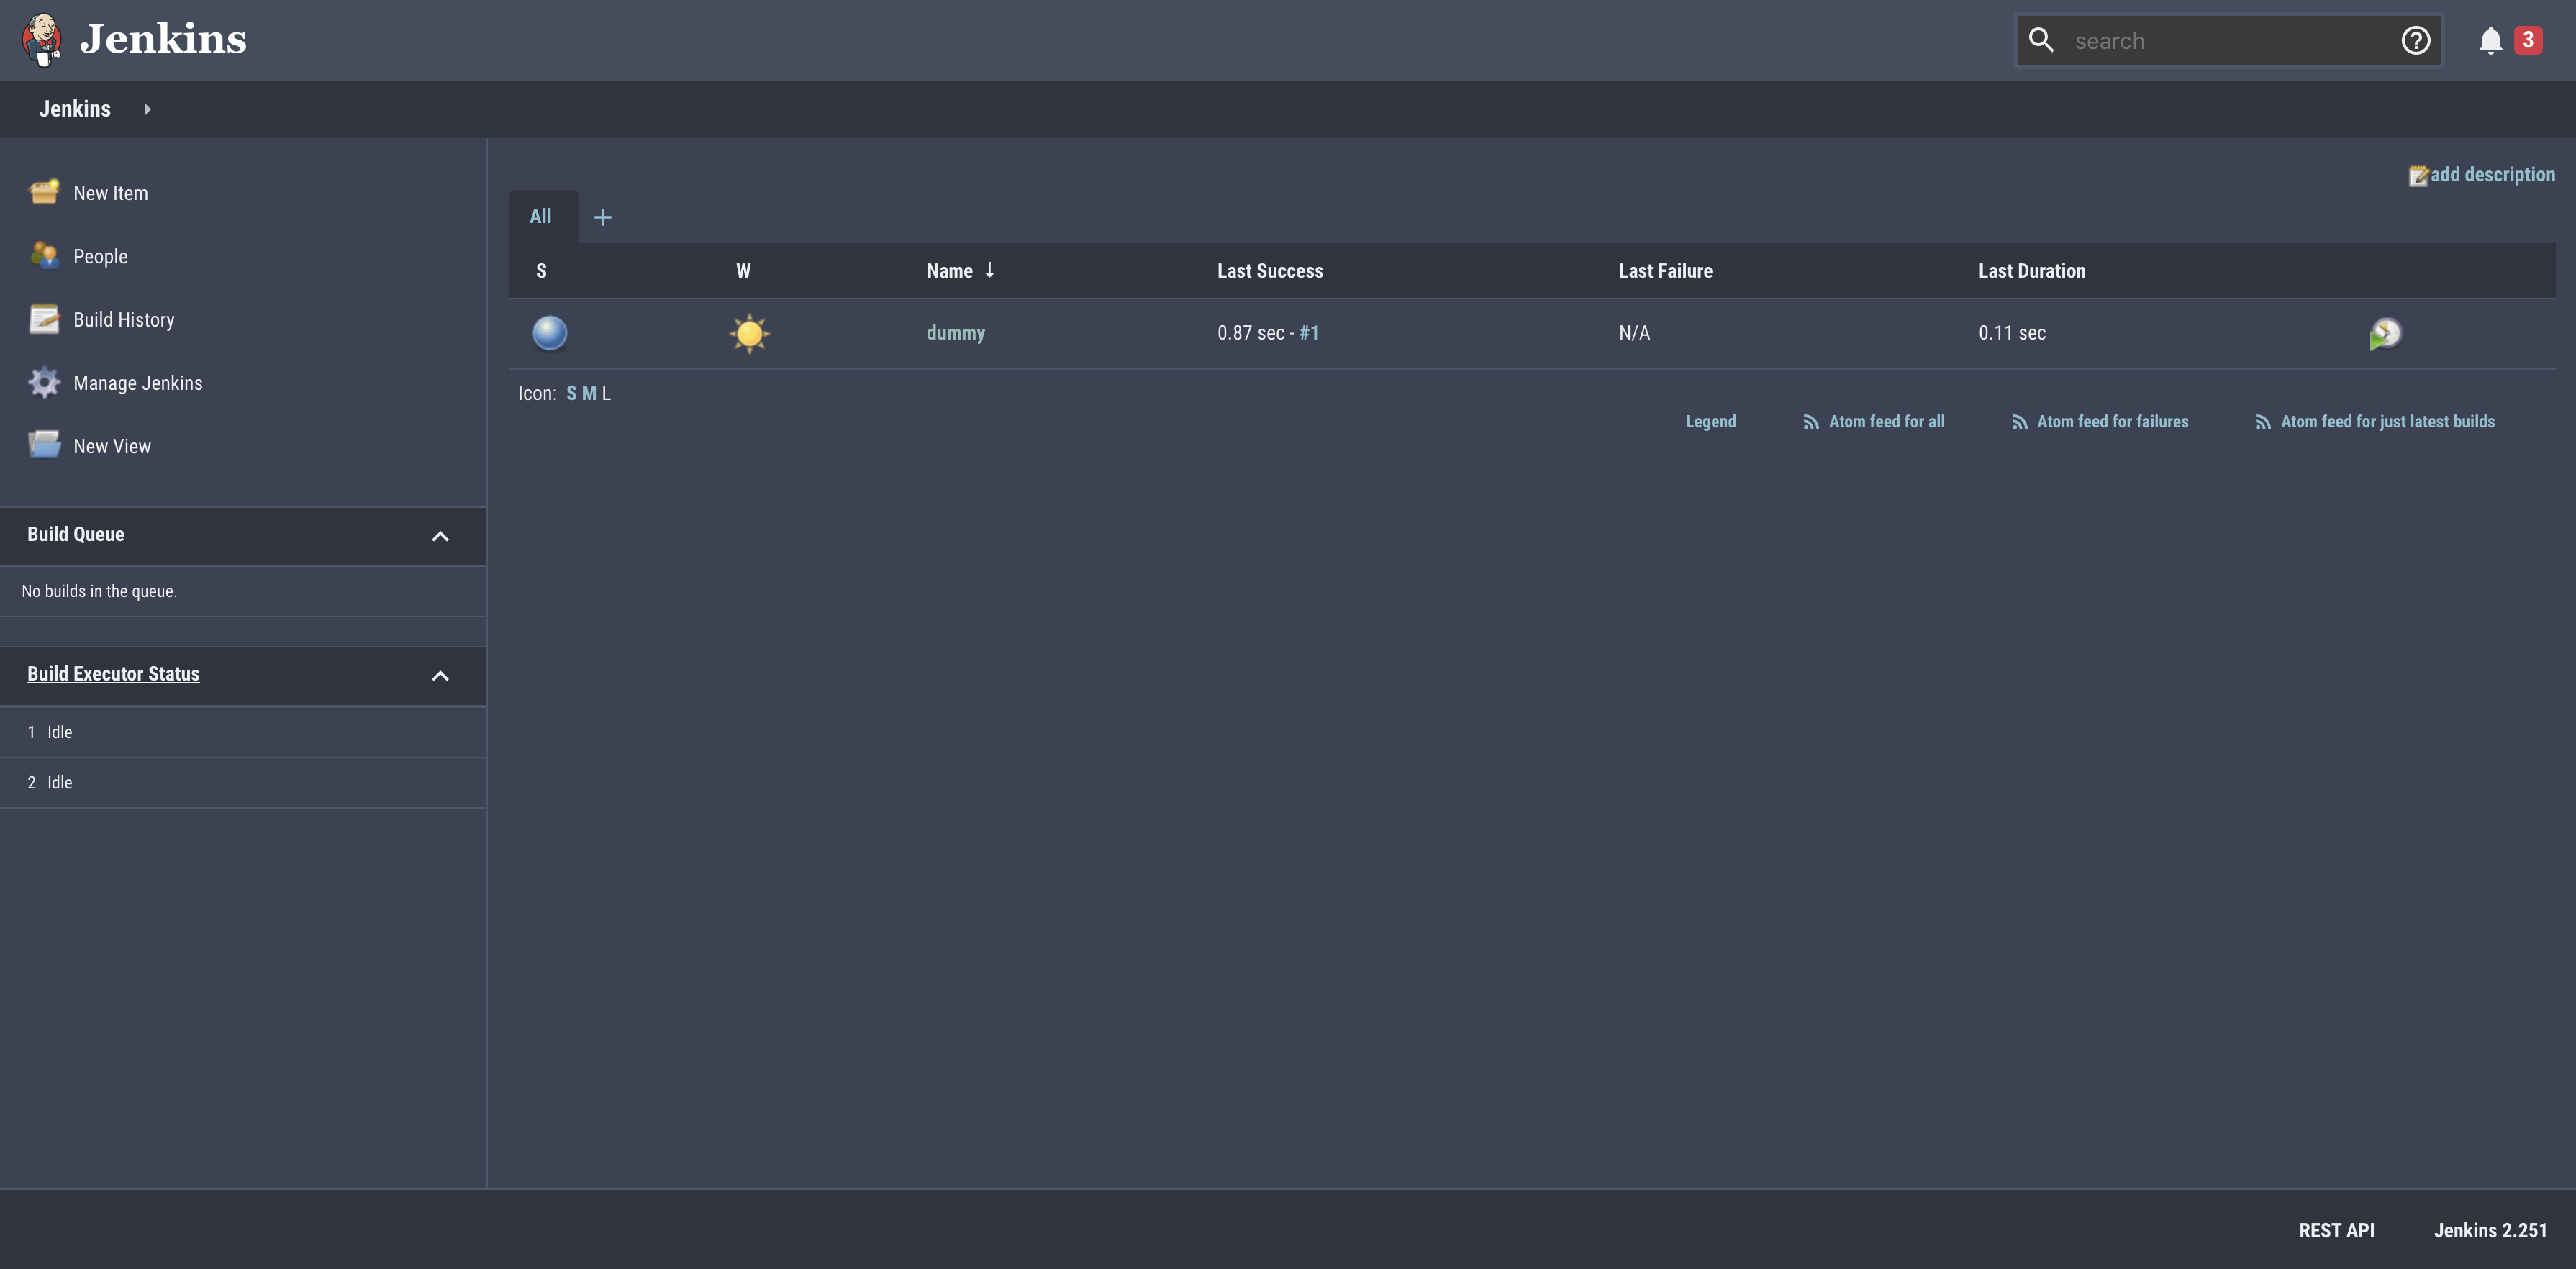 Jenkins
search
3
Jenkins
New Item
People
Build History
Manage Jenkins
New View
Build Queue
No builds in the queue.
Build Executor Status
1 Idle
2 Idle
add description
All +
S W Name ↓ Last Success Last Failure Last Duration
dummy 0.87 sec - #1 N/A 0.11 sec
Icon: S M L
Legend Atom feed for all Atom feed for failures Atom feed for just latest builds
REST API Jenkins 2.251